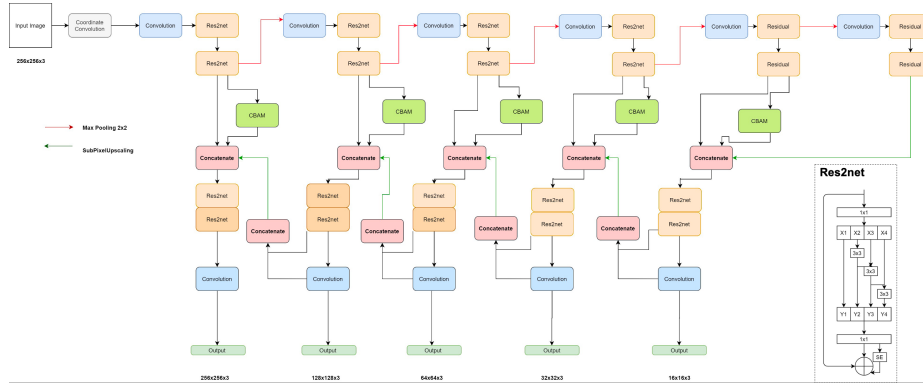 Input Image
Coordinate
Convolution
Convolution
Res2net
Convolution
Res2net
Convolution
Res2net
Convolution
Res2net
Convolution
Residual
Convolution
Residual
256x256x3
Res2net
Res2net
Res2net
Res2net
Residual
Residual
CBAM
CBAM
CBAM
CBAM
CBAM
Max Pooling 2x2
SubPixelUpscaling
Concatenate
Concatenate
Concatenate
Concatenate
Concatenate
Res2net
Res2net
Res2net
Res2net
Res2net
Res2net
Res2net
Res2net
Res2net
Res2net
Concatenate
Concatenate
Concatenate
Concatenate
Convolution
Convolution
Convolution
Convolution
Convolution
Output
Output
Output
Output
Output
256x256x3
128x128x3
64x64x3
32x32x3
16x16x3
Res2net
1x1
X1 X2 X3 X4
3x3
3x3
3x3
Y1 Y2 Y3 Y4
1x1
SE